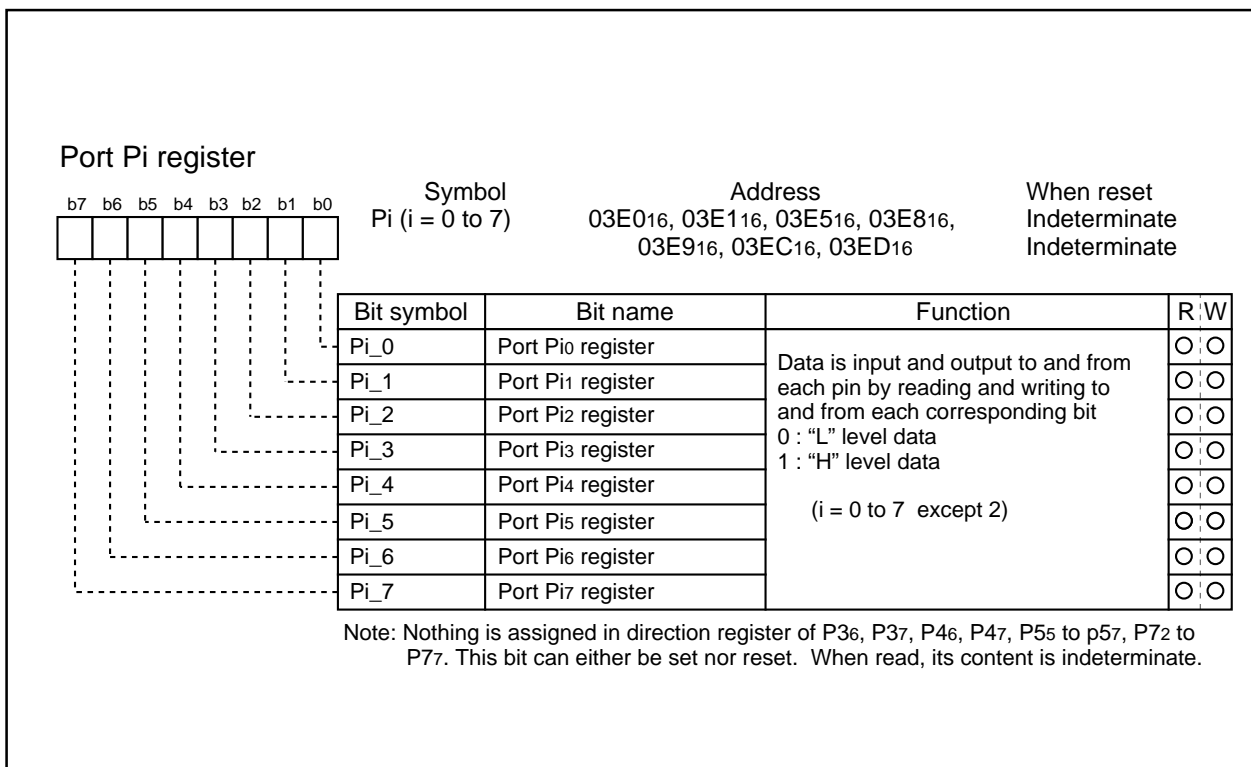 Port Pi register
b7 b6 b5 b4 b3 b2 b1 b0
Symbol Address When reset
Pi (i = 0 to 7) 03E016, 03E116, 03E516, 03E816, Indeterminate
03E916, 03EC16, 03ED16 Indeterminate
Bit symbol Bit name Function R W
Pi_0 Port Pi0 register
Pi_1 Port Pi1 register
Pi_2 Port Pi2 register
Pi_3 Port Pi3 register
Pi_4 Port Pi4 register
Pi_5 Port Pi5 register
Pi_6 Port Pi6 register
Pi_7 Port Pi7 register
Data is input and output to and from
each pin by reading and writing to
and from each corresponding bit
0 : “L” level data
1 : “H” level data
(i = 0 to 7 except 2)
Note: Nothing is assigned in direction register of P36, P37, P46, P47, P55 to p57, P72 to
P77. This bit can either be set nor reset. When read, its content is indeterminate.